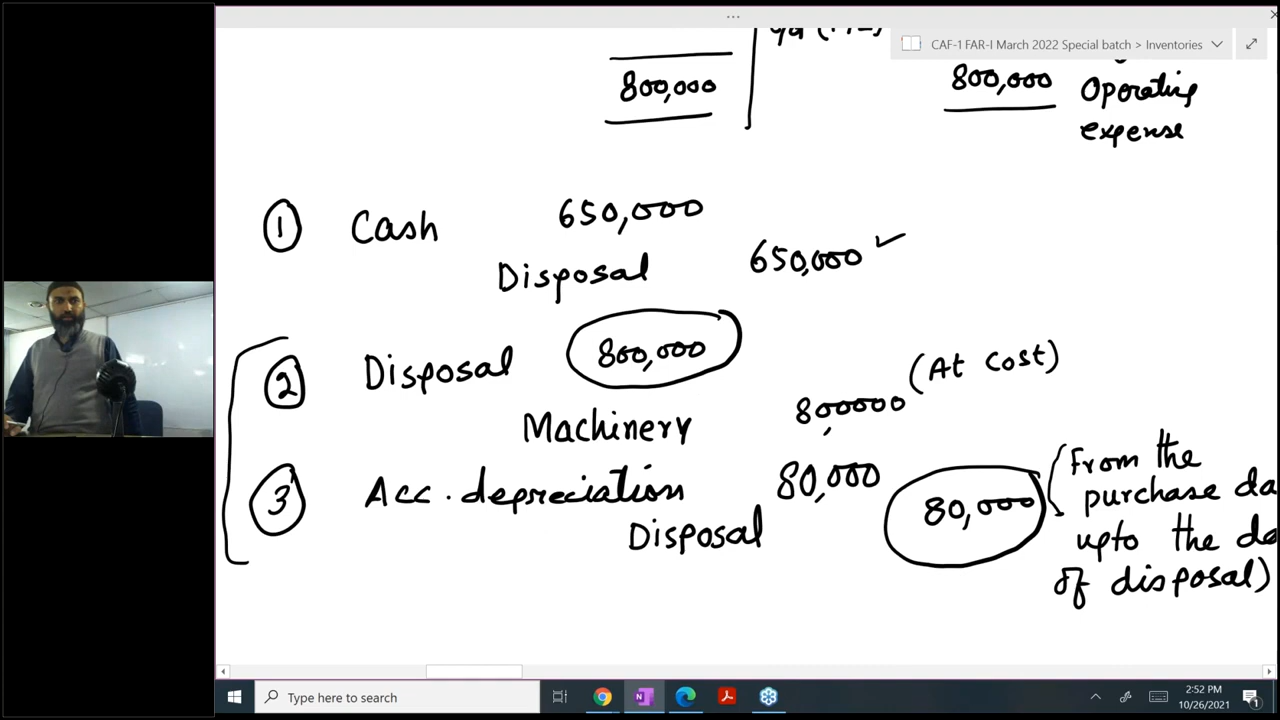 CAF-1 FAR-I March 2022 Special batch > Inventories
800,000
800,000 Operating
expense
① Cash 650,000
Disposal 650,000 ✓
② Disposal 800,000
(At cost)
Machinery 800000
③ Acc. depreciation 80,000
Disposal 80,000
(From the
purchase da
upto the da
of disposal)
Type here to search
2:52 PM
10/26/2021